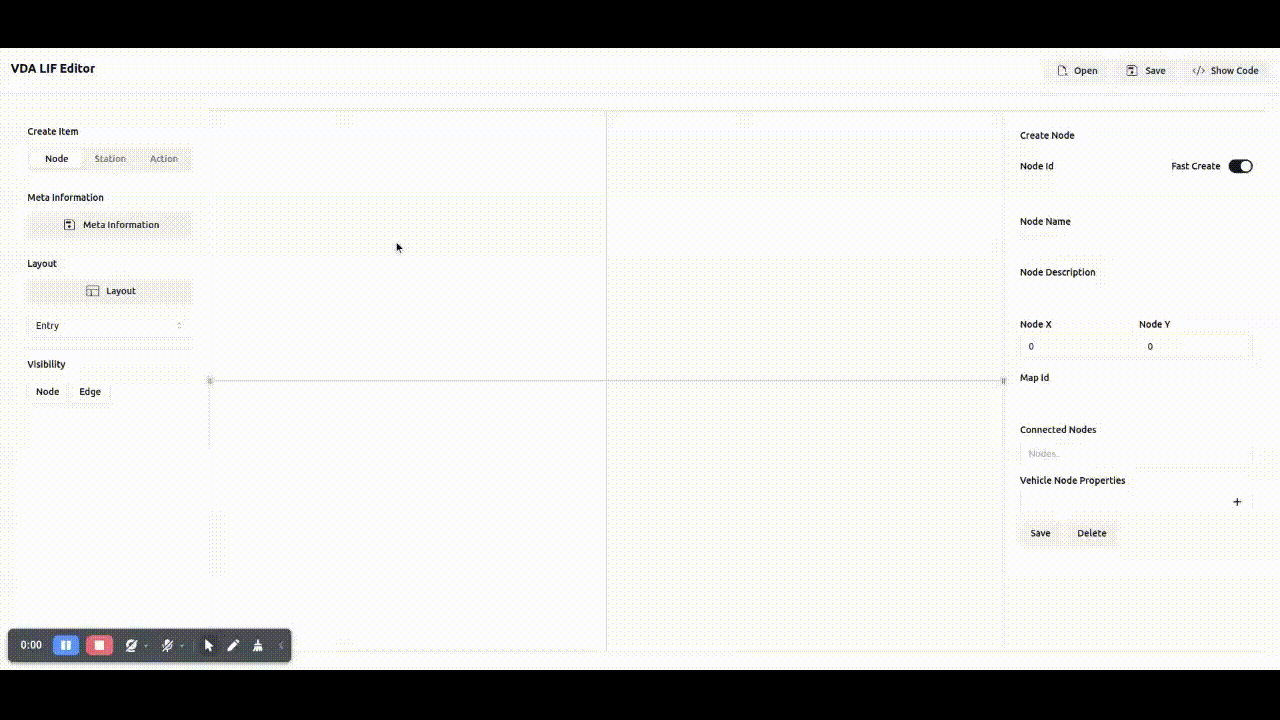 VDA LIF Editor
Open
Save
Show Code
Create Item
Node
Station
Action
Meta Information
Meta Information
Layout
Layout
Entry
Visibility
Node
Edge
Create Node
Node Id
Fast Create
Node Name
Node Description
Node X
Node Y
0
0
Map Id
Connected Nodes
Nodes..
Vehicle Node Properties
+
Save
Delete
0:00